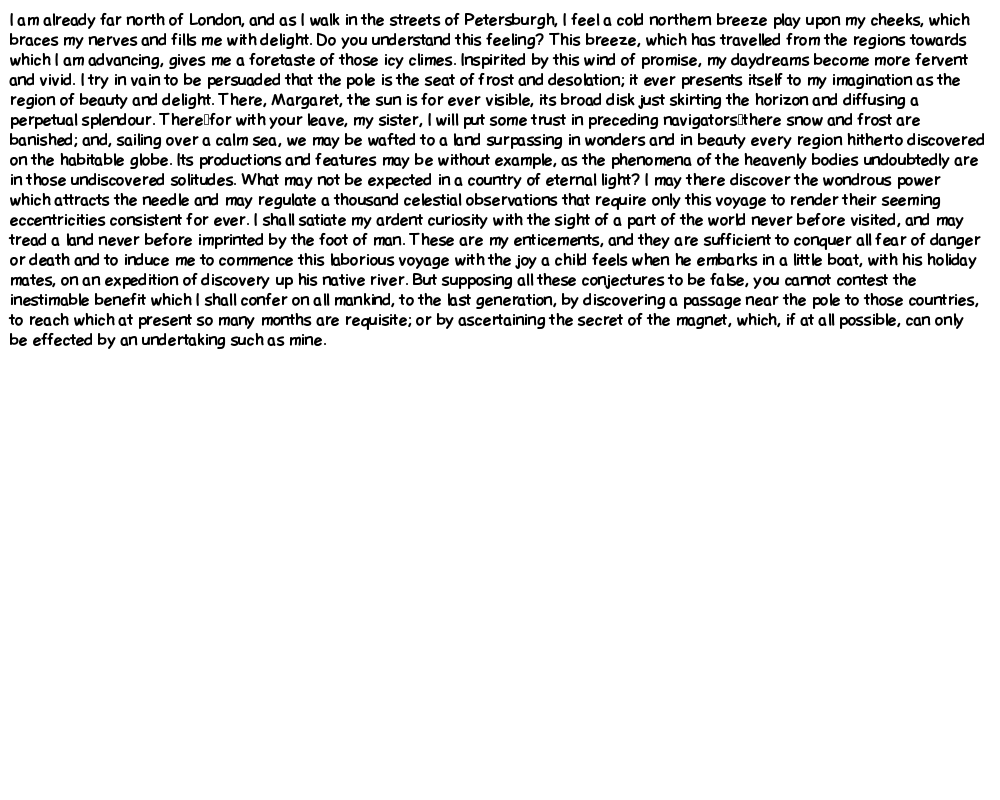 I am already far north of London, and as I walk in the streets of Petersburgh, I feel a cold northern breeze play upon my cheeks, which
braces my nerves and fills me with delight. Do you understand this feeling? This breeze, which has travelled from the regions towards
which I am advancing, gives me a foretaste of those icy climes. Inspirited by this wind of promise, my daydreams become more fervent
and vivid. I try in vain to be persuaded that the pole is the seat of frost and desolation; it ever presents itself to my imagination as the
region of beauty and delight. There, Margaret, the sun is for ever visible, its broad disk just skirting the horizon and diffusing a
perpetual splendour. There▯for with your leave, my sister, I will put some trust in preceding navigators▯there snow and frost are
banished; and, sailing over a calm sea, we may be wafted to a land surpassing in wonders and in beauty every region hitherto discovered
on the habitable globe. Its productions and features may be without example, as the phenomena of the heavenly bodies undoubtedly are
in those undiscovered solitudes. What may not be expected in a country of eternal light? I may there discover the wondrous power
which attracts the needle and may regulate a thousand celestial observations that require only this voyage to render their seeming
eccentricities consistent for ever. I shall satiate my ardent curiosity with the sight of a part of the world never before visited, and may
tread a land never before imprinted by the foot of man. These are my enticements, and they are sufficient to conquer all fear of danger
or death and to induce me to commence this laborious voyage with the joy a child feels when he embarks in a little boat, with his holiday
mates, on an expedition of discovery up his native river. But supposing all these conjectures to be false, you cannot contest the
inestimable benefit which I shall confer on all mankind, to the last generation, by discovering a passage near the pole to those countries,
to reach which at present so many months are requisite; or by ascertaining the secret of the magnet, which, if at all possible, can only
be effected by an undertaking such as mine.